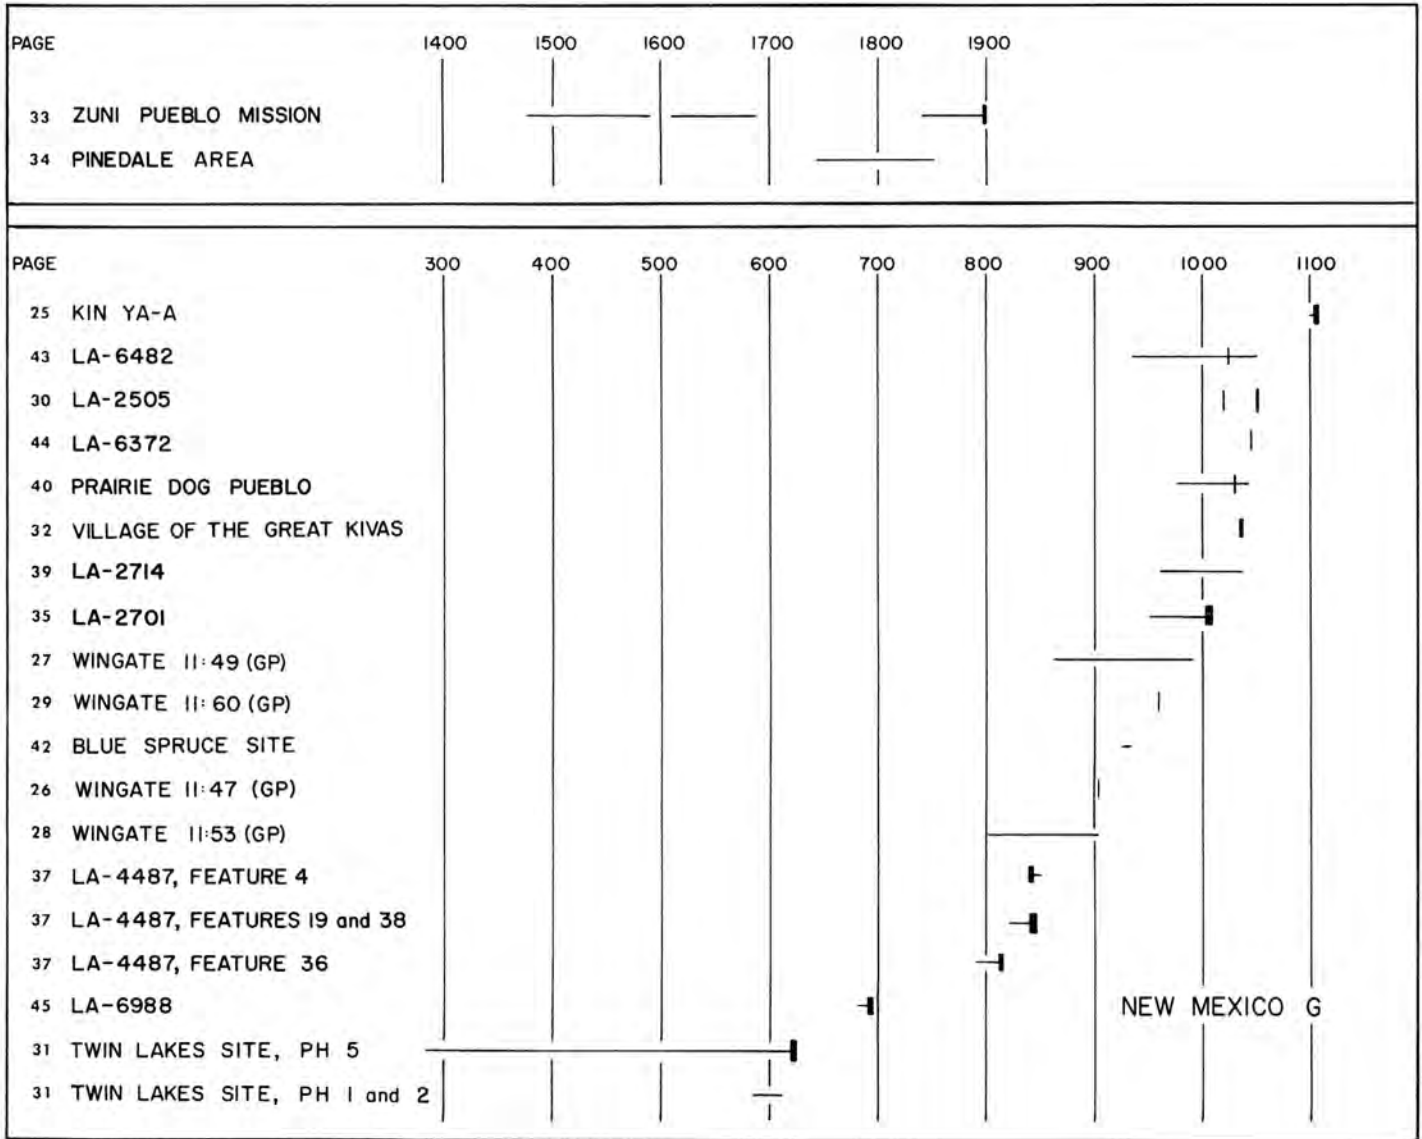 PAGE 1400 1500 1600 1700 1800 1900
33 ZUNI PUEBLO MISSION
34 PINEDALE AREA
PAGE 300 400 500 600 700 800 900 1000 1100
25 KIN YA-A
43 LA-6482
30 LA-2505
44 LA-6372
40 PRAIRIE DOG PUEBLO
32 VILLAGE OF THE GREAT KIVAS
39 LA-2714
35 LA-2701
27 WINGATE 11:49 (GP)
29 WINGATE 11:60 (GP)
42 BLUE SPRUCE SITE
26 WINGATE 11:47 (GP)
28 WINGATE 11:53 (GP)
37 LA-4487, FEATURE 4
37 LA-4487, FEATURES 19 and 38
37 LA-4487, FEATURE 36
45 LA-6988 NEW MEXICO G
31 TWIN LAKES SITE, PH 5
31 TWIN LAKES SITE, PH 1 and 2